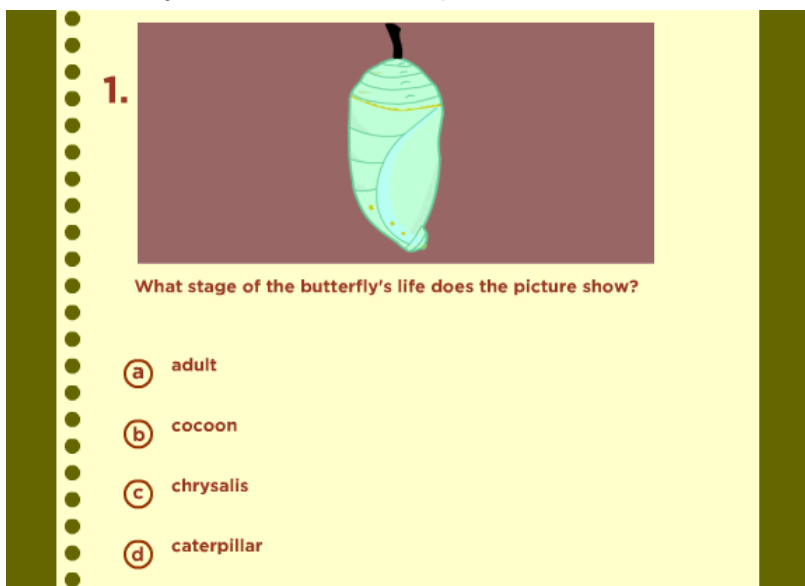 1.
What stage of the butterfly's life does the picture show?
a adult
b cocoon
c chrysalis
d caterpillar